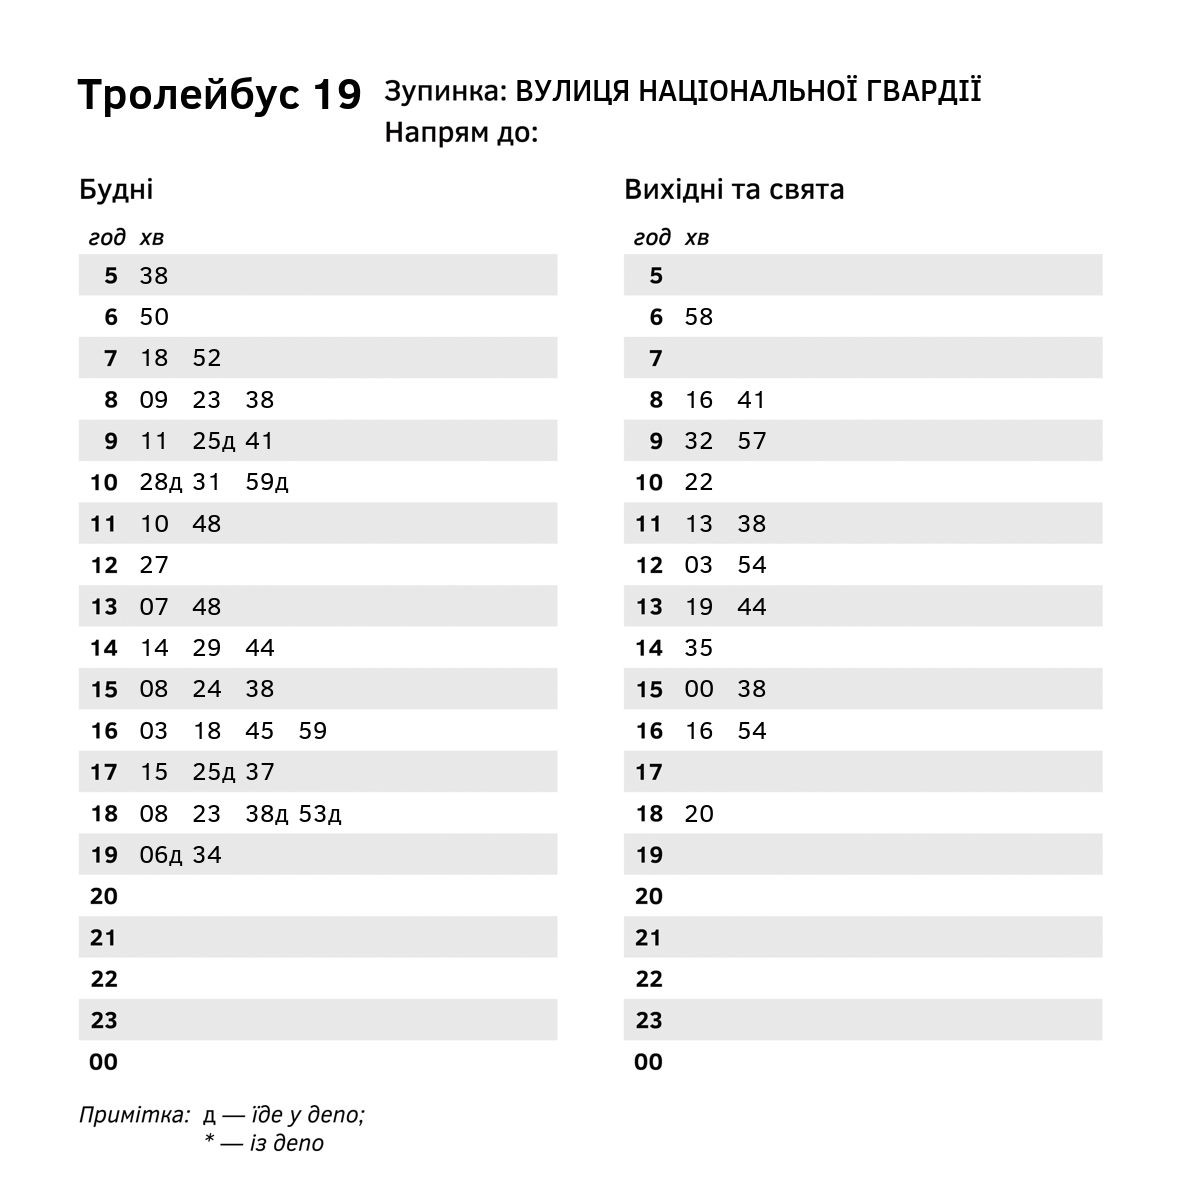 Тролейбус 19
Зупинка: ВУЛИЦЯ НАЦІОНАЛЬНОЇ ГВАРДІЇ
Напрям до:
Будні
год хв
5 38
6 50
7 18 52
8 09 23 38
9 11 25д 41
10 28д 31 59д
11 10 48
12 27
13 07 48
14 14 29 44
15 08 24 38
16 03 18 45 59
17 15 25д 37
18 08 23 38д 53д
19 06д 34
20
21
22
23
00
Вихідні та свята
год хв
5
6 58
7
8 16 41
9 32 57
10 22
11 13 38
12 03 54
13 19 44
14 35
15 00 38
16 16 54
17
18 20
19
20
21
22
23
00
Примітка: д — їде у депо;
* — із депо